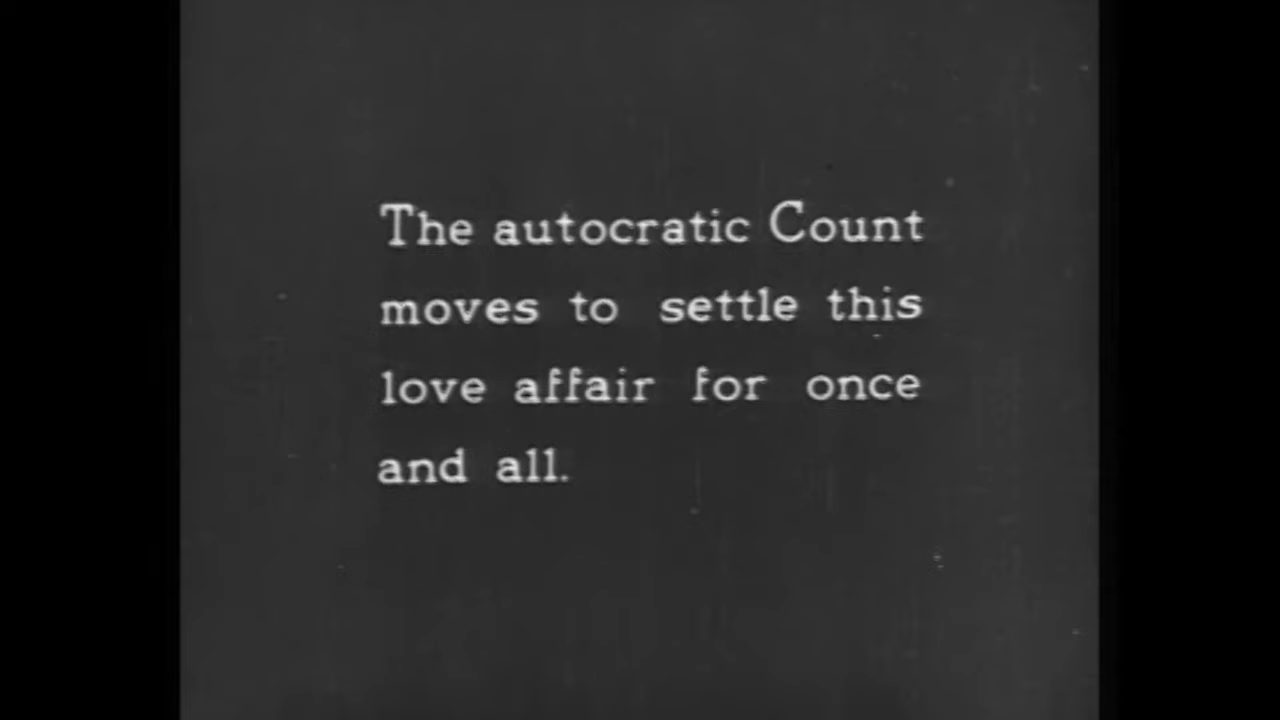 The autocratic Count
moves to settle this
love affair for once
and all.